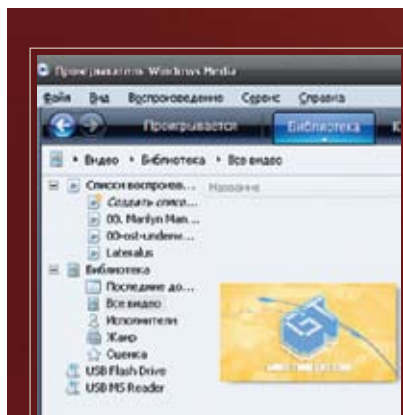 Проигрыватель Windows Media
Файл Вид Воспроизведение Сервис Справка
Проигрывается Библиотека К
Видео Библиотека Все видео
Списки воспроиз... Название
Создать списо...
00. Marilyn Man...
00-ost-underw...
Lateralus
Библиотека
Последние до...
Все видео
Исполнители
Жанр
Оценка
USB Flash Drive
USB MS Reader